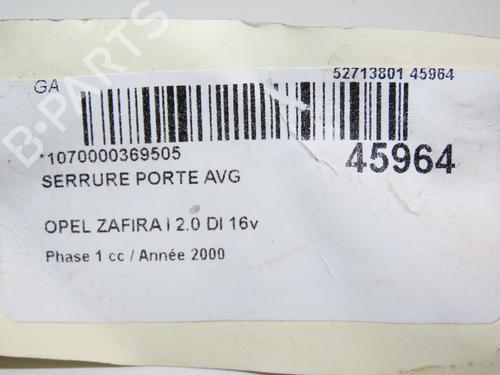 GA
52713801 45964
*1070000369505
45964
SERRURE PORTE AVG
OPEL ZAFIRA I 2.0 DI 16v
Phase 1 cc / Année 2000
B-PARTS